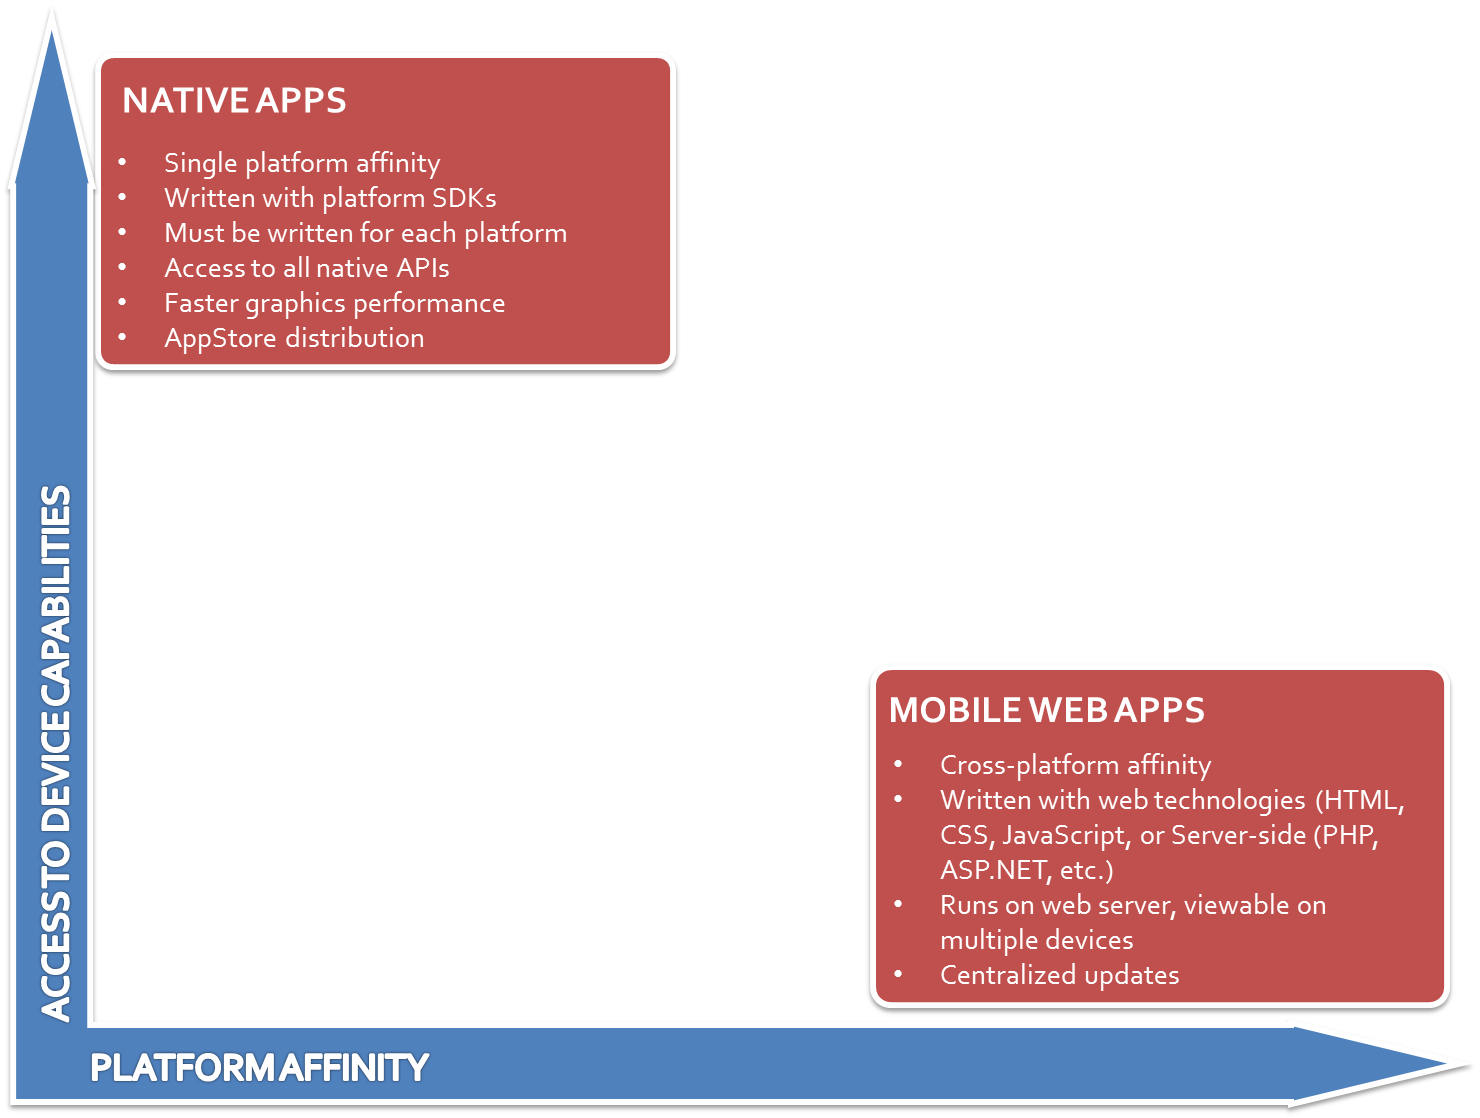 NATIVE APPS
• Single platform affinity
• Written with platform SDKs
• Must be written for each platform
• Access to all native APIs
• Faster graphics performance
• AppStore distribution
ACCESS TO DEVICE CAPABILITIES
MOBILE WEB APPS
• Cross-platform affinity
• Written with web technologies (HTML,
CSS, JavaScript, or Server-side (PHP,
ASP.NET, etc.)
• Runs on web server, viewable on
multiple devices
• Centralized updates
PLATFORM AFFINITY